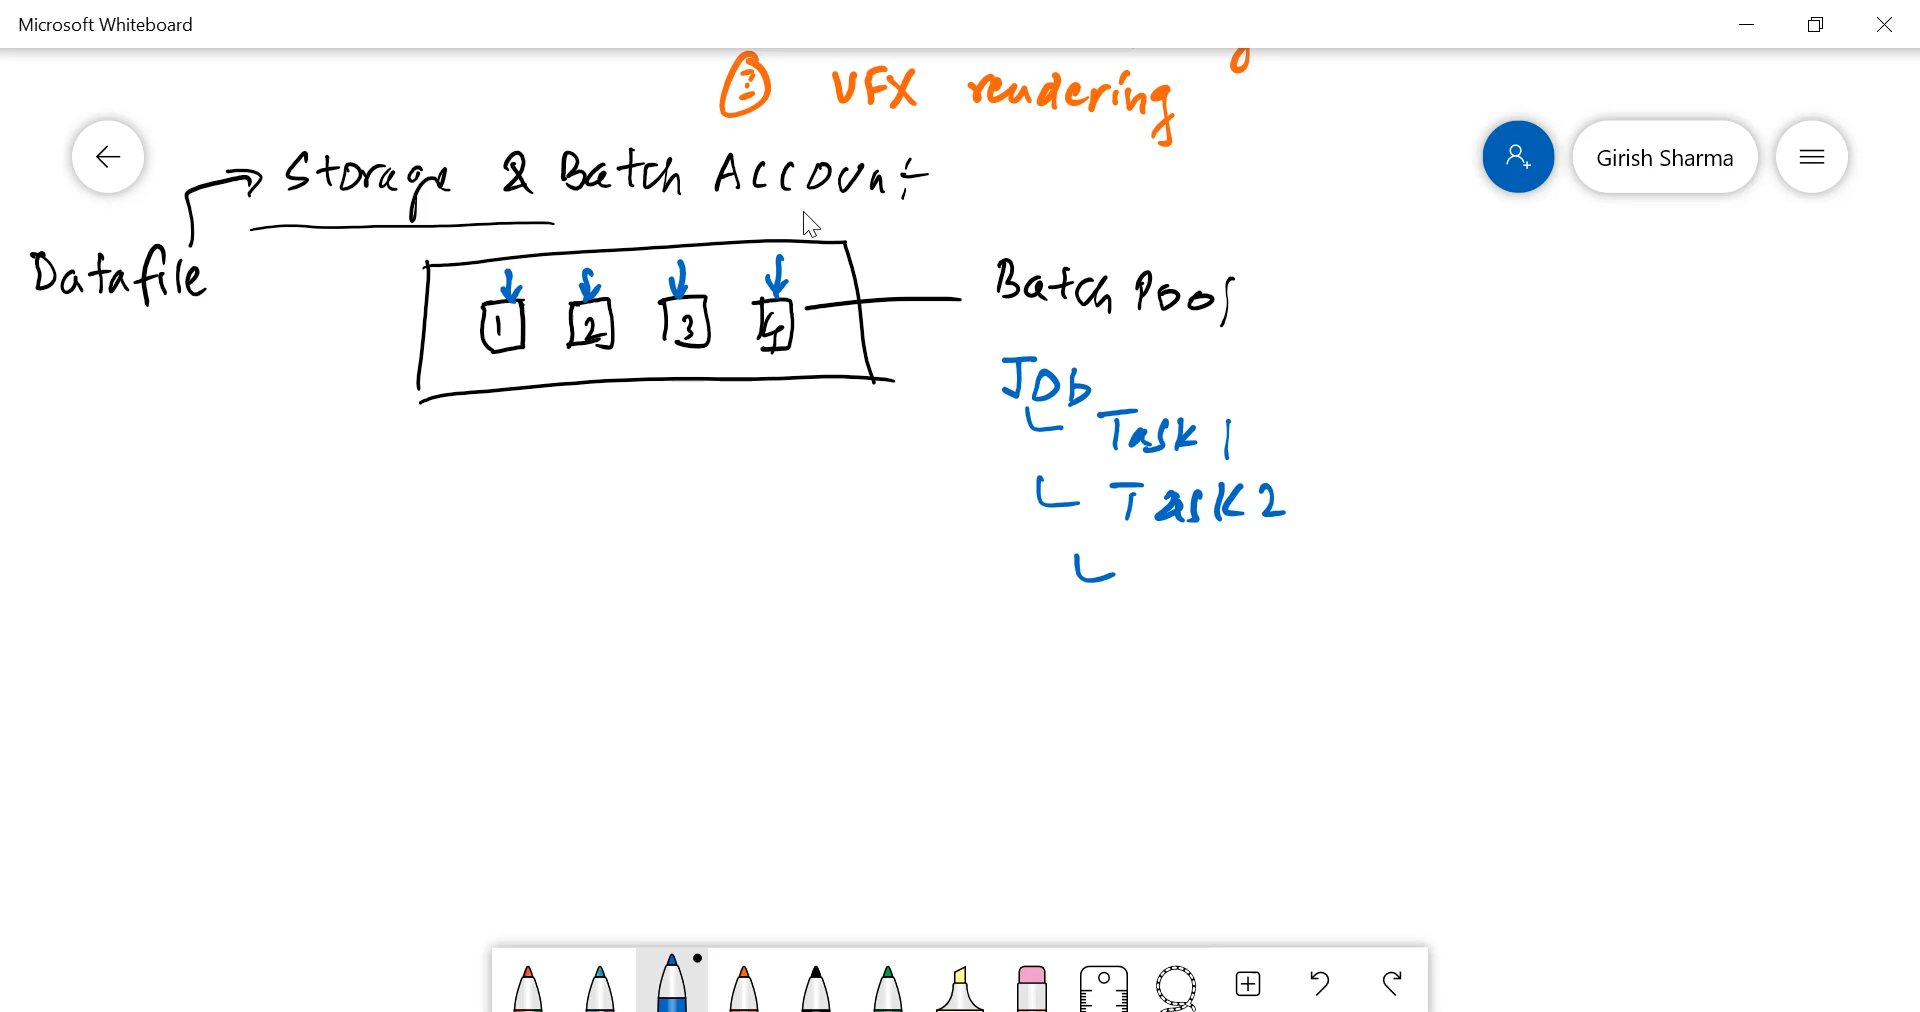 Microsoft Whiteboard
VFX rendering
Storage & Batch Account
Girish Sharma
Datafile
1 2 3 4
Batch Pool
Job
Task 1
Task 2